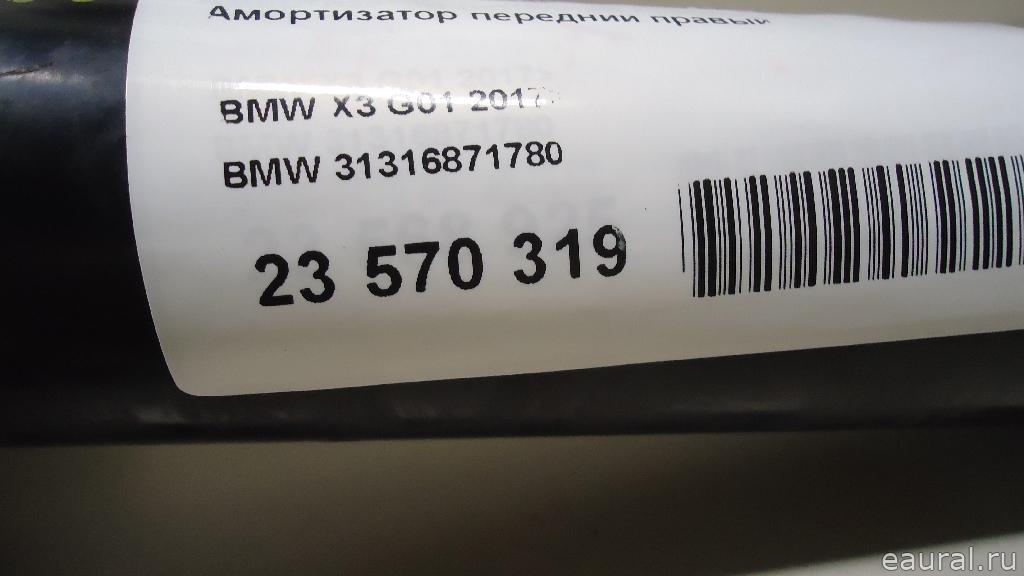 Амортизатор передний правый
BMW X3 G01 2017>
BMW 31316871780
23 570 319
eaural.ru